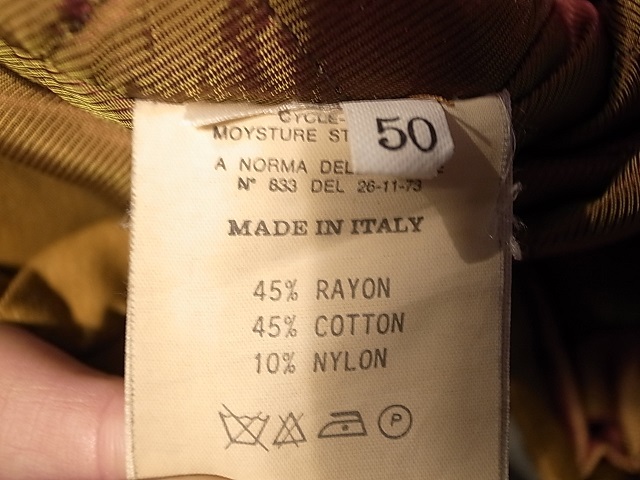 CYCLE-
50
MOYSTURE ST
A NORMA DEL
N° 833 DEL 26-11-73
MADE IN ITALY
45% RAYON
45% COTTON
10% NYLON
P